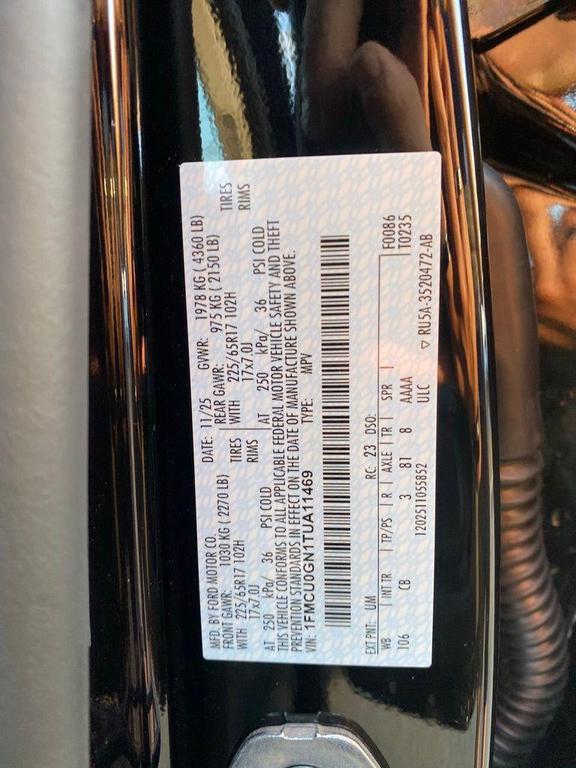 MFD. BY FORD MOTOR CO.
DATE: 11/25 GVWR: 1978 KG ( 4360 LB)
FRONT GAWR: 1030 KG ( 2270 LB) REAR GAWR: 975 KG ( 2150 LB)
WITH 225/65R17 102H TIRES WITH 225/65R17 102H TIRES
17x7.0J RIMS 17x7.0J RIMS
AT 250 kPa/ 36 PSI COLD AT 250 kPa/ 36 PSI COLD
THIS VEHICLE CONFORMS TO ALL APPLICABLE FEDERAL MOTOR VEHICLE SAFETY AND THEFT
PREVENTION STANDARDS IN EFFECT ON THE DATE OF MANUFACTURE SHOWN ABOVE.
VIN: 1FMCU0GN1TUA11469 TYPE: MPV
F0086
EXT PNT: UM RC: 23 DSO: T0235
WB INT TR TP/PS R AXLE TR SPR
106 CB 3 81 8 AAAA
ULC
1202511055852 ▽ RU5A-3520472-AB